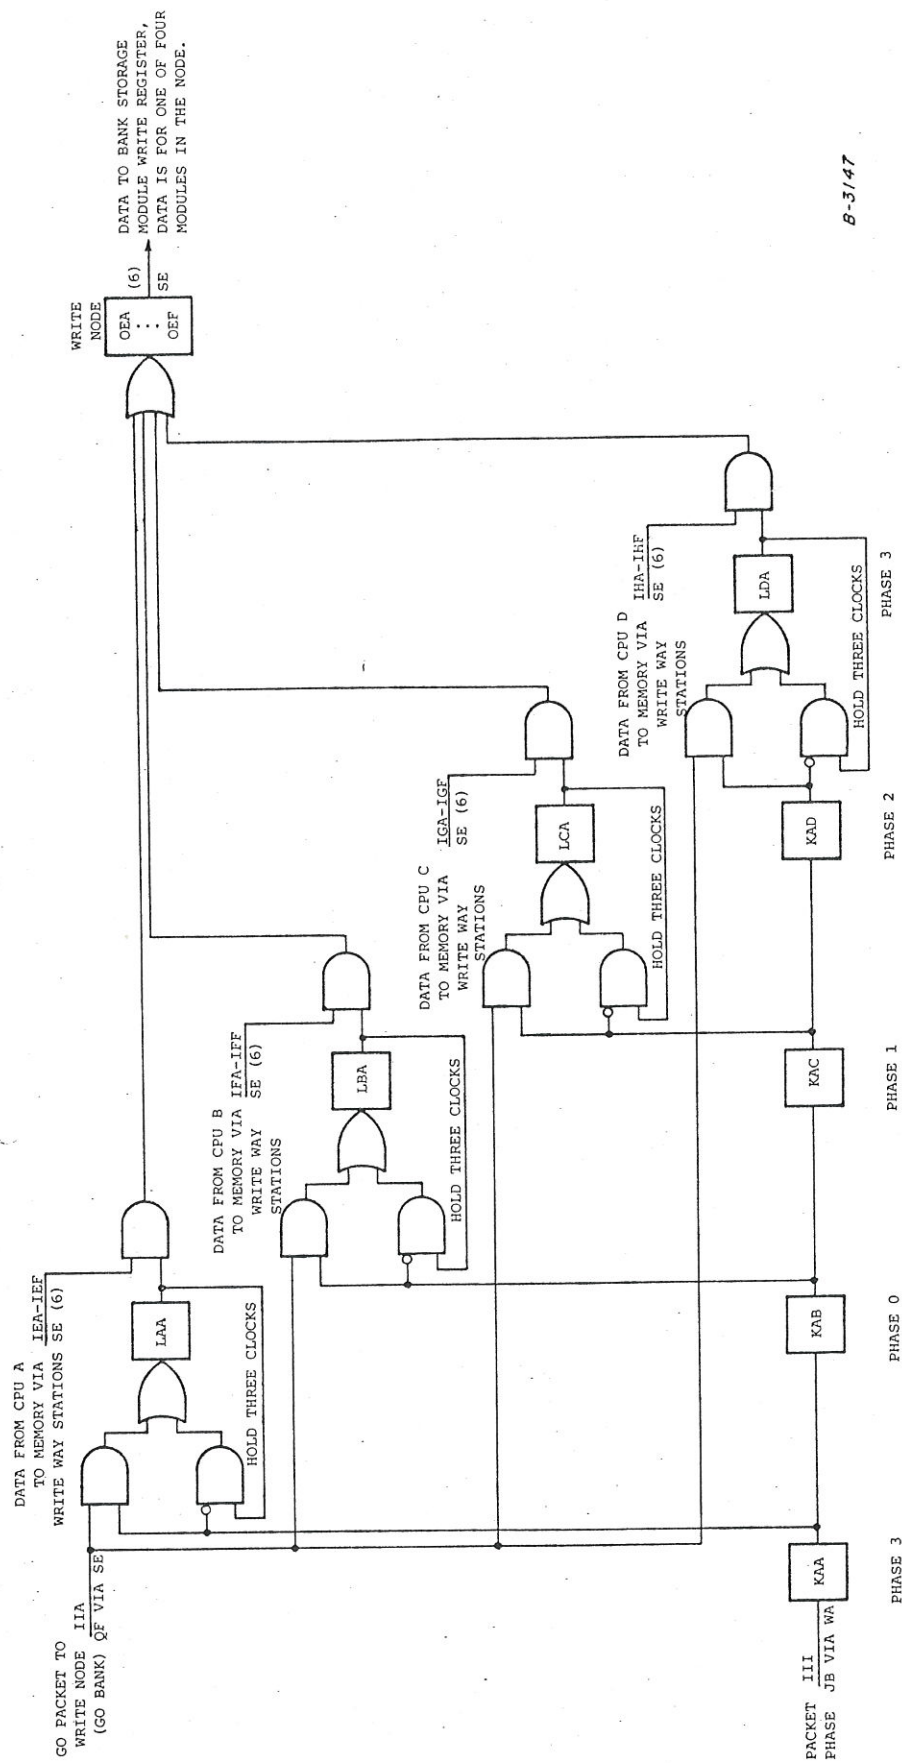 DATA TO BANK STORAGE
MODULE WRITE REGISTER,
DATA IS FOR ONE OF FOUR
MODULES IN THE NODE.
WRITE
NODE
OEA
OEF
(6)
SE
DATA FROM CPU A
TO MEMORY VIA IEA-IEF
WRITE WAY STATIONS SE (6)
LAA
HOLD THREE CLOCKS
GO PACKET TO
WRITE NODE IIA
(GO BANK) QF VIA SE
DATA FROM CPU B
TO MEMORY VIA IFA-IFF
WRITE WAY SE (6)
STATIONS
LBA
HOLD THREE CLOCKS
DATA FROM CPU C
TO MEMORY VIA IGA-IGF
WRITE WAY SE (6)
STATIONS
LCA
HOLD THREE CLOCKS
DATA FROM CPU D
TO MEMORY VIA IHA-IHF
WRITE WAY SE (6)
STATIONS
LDA
HOLD THREE CLOCKS
PACKET III
PHASE JB VIA WA
KAA
KAB
KAC
KAD
PHASE 3
PHASE 0
PHASE 1
PHASE 2
PHASE 3
B-3147